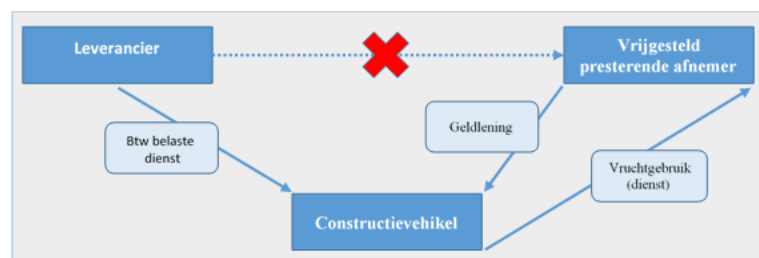 Leverancier
Vrijgesteld
presterende afnemer
Btw belaste
dienst
Geldlening
Vruchtgebruik
(dienst)
Constructievehikel